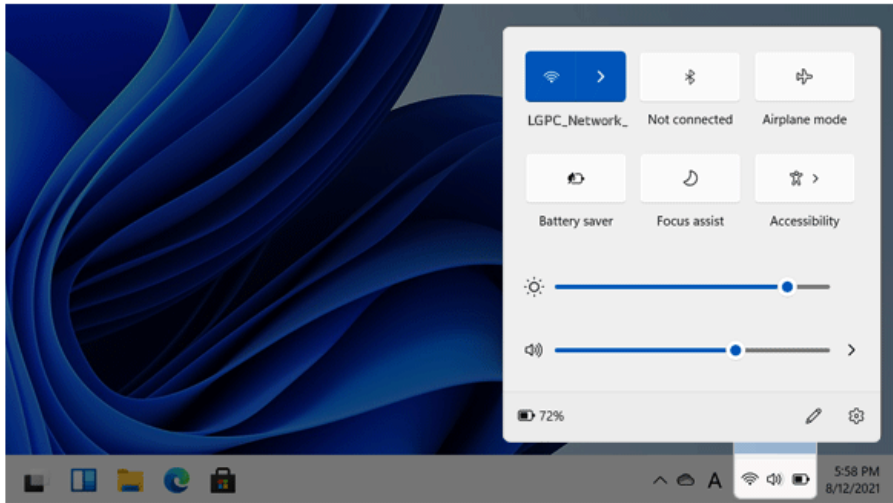 LGPC_Network_ Not connected Airplane mode
Battery saver Focus assist Accessibility
72%
A
5:58 PM
8/12/2021